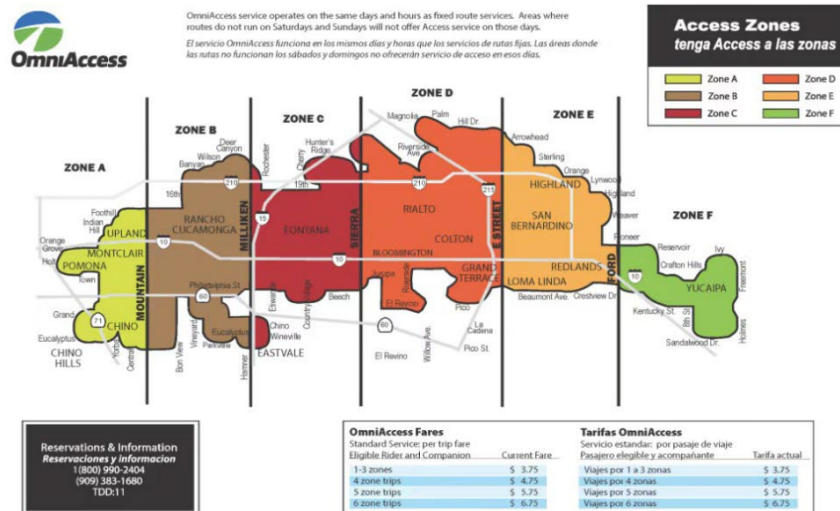 OmniAccess
OmniAccess service operates on the same days and hours as fixed route services. Areas where
routes do not run on Saturdays and Sundays will not offer Access service on those days.
El servicio OmniAccess funciona en los mismos días y horas que los servicios de rutas fijas. Las áreas donde
las rutas no funcionan los sábados y domingos no ofrecerán servicio de acceso en esos días.
Access Zones
tenga Access a las zonas
Zone A
Zone D
Zone B
Zone E
Zone C
Zone F
ZONE A
ZONE B
ZONE C
ZONE D
ZONE E
ZONE F
Magnolia
Palm
Hill Dr.
Riverside
Ave
Deer
Canyon
Wilson
Banyan
16th
Rochester
Cherry
Hunter's
Ridge
19th
Arrowhead
Sterling
Orange
Lynwood
Highland
Weaver
Pioneer
210
210
210
215
15
HIGHLAND
Foothill
Indian
Hill
UPLAND
RANCHO
CUCAMONGA
MILLIKEN
FONTANA
SIERRA
RIALTO
COLTON
E STREET
SAN
BERNARDINO
Orange
Grove
Holt
MONTCLAIR
POMONA
Town
10
10
BLOOMINGTON
GRAND
TERRACE
LOMA LINDA
REDLANDS
FORD
10
Reservoir
Crafton Hills
Ivy
YUCAIPA
Freemont
MOUNTAIN
Philadelphia St.
60
Jurupa
Riverside
El Reyno
Pico
Beaumont Ave.
Crestview Dr.
Kentucky St.
8th St
Sandalwood Dr.
Holmes
Grand
71
CHINO
Eucalyptus
CHINO
HILLS
Central
Bon View
Vineyard
Parkview
Eucalyptus
Hamner
Etiwanda
Country Village
Beech
Chino
Wineville
EASTVALE
60
El Revino
Willow Ave.
La
Cadena
Pico St.
Reservations & Information
Reservaciones y informacion
1(800) 990-2404
(909) 383-1680
TDD:11
OmniAccess Fares
Standard Service: per trip fare
Eligible Rider and Companion Current Fare
1-3 zones $ 3.75
4 zone trips $ 4.75
5 zone trips $ 5.75
6 zone trips $ 6.75
Tarifas OmniAccess
Servicio estandar: por pasaje de viaje
Pasajero elegible y acompañante Tarifa actual
Viajes por 1 a 3 zonas $ 3.75
Viajes por 4 zonas $ 4.75
Viajes por 5 zonas $ 5.75
Viajes por 6 zonas $ 6.75